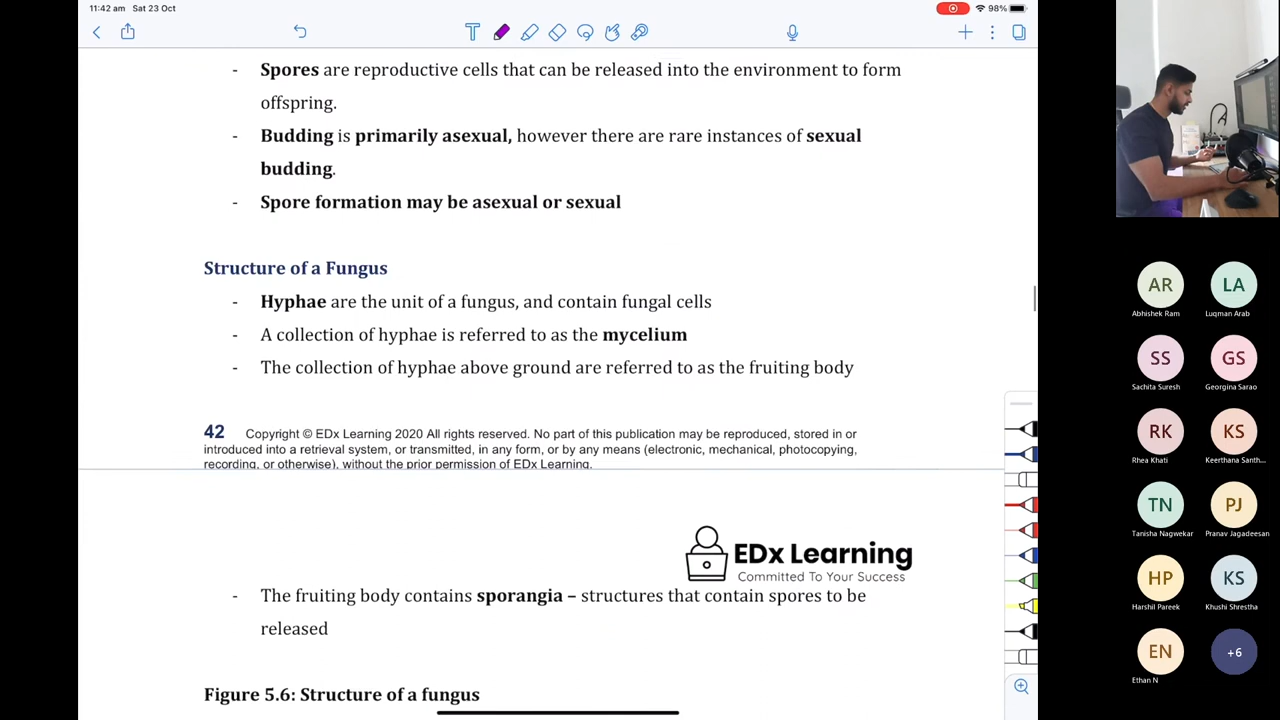 11:42 am Sat 23 Oct
98%
- Spores are reproductive cells that can be released into the environment to form
offspring.
- Budding is primarily asexual, however there are rare instances of sexual
budding.
- Spore formation may be asexual or sexual
Structure of a Fungus
- Hyphae are the unit of a fungus, and contain fungal cells
- A collection of hyphae is referred to as the mycelium
- The collection of hyphae above ground are referred to as the fruiting body
42 Copyright © EDx Learning 2020 All rights reserved. No part of this publication may be reproduced, stored in or
introduced into a retrieval system, or transmitted, in any form, or by any means (electronic, mechanical, photocopying,
recording, or otherwise), without the prior permission of EDx Learning.
EDx Learning
Committed To Your Success
- The fruiting body contains sporangia – structures that contain spores to be
released
Figure 5.6: Structure of a fungus
AR
Abhishek Ram
LA
Luqman Arab
SS
Sachita Suresh
GS
Georgina Sarao
RK
Rhea Khati
KS
Keerthana Santh...
TN
Tanisha Nagwekar
PJ
Pranav Jagadeesan
HP
Harshil Pareek
KS
Khushi Shrestha
EN
Ethan N
+6